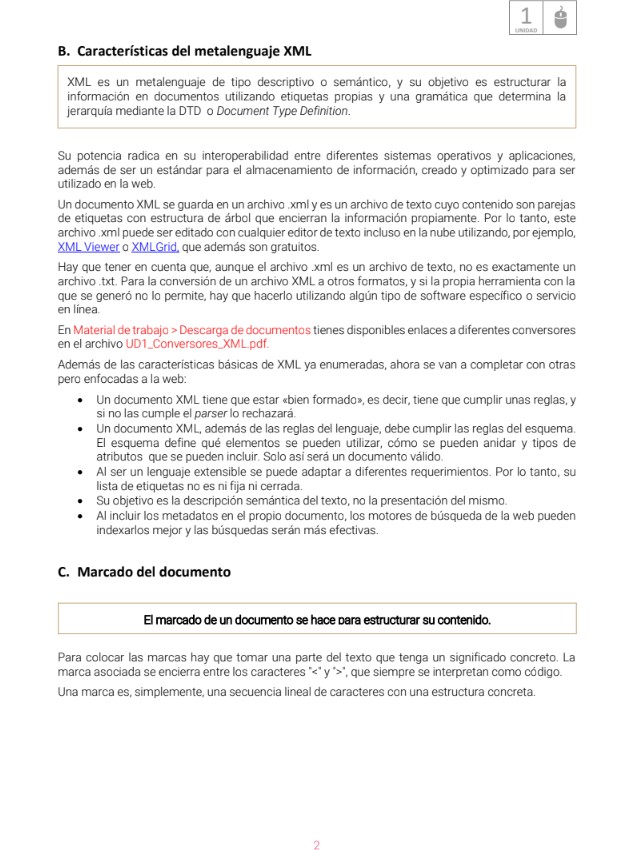 1
UNIDAD
B. Características del metalenguaje XML
XML es un metalenguaje de tipo descriptivo o semántico, y su objetivo es estructurar la
información en documentos utilizando etiquetas propias y una gramática que determina la
jerarquía mediante la DTD o Document Type Definition.
Su potencia radica en su interoperabilidad entre diferentes sistemas operativos y aplicaciones,
además de ser un estándar para el almacenamiento de información, creado y optimizado para ser
utilizado en la web.
Un documento XML se guarda en un archivo .xml y es un archivo de texto cuyo contenido son parejas
de etiquetas con estructura de árbol que encierran la información propiamente. Por lo tanto, este
archivo .xml puede ser editado con cualquier editor de texto incluso en la nube utilizando, por ejemplo,
XML Viewer o XMLGrid, que además son gratuitos.
Hay que tener en cuenta que, aunque el archivo .xml es un archivo de texto, no es exactamente un
archivo .txt. Para la conversión de un archivo XML a otros formatos, y si la propia herramienta con la
que se generó no lo permite, hay que hacerlo utilizando algún tipo de software específico o servicio
en línea.
En Material de trabajo > Descarga de documentos tienes disponibles enlaces a diferentes conversores
en el archivo UD1_Conversores_XML.pdf.
Además de las características básicas de XML ya enumeradas, ahora se van a completar con otras
pero enfocadas a la web:
• Un documento XML tiene que estar «bien formado», es decir, tiene que cumplir unas reglas, y
si no las cumple el parser lo rechazará.
• Un documento XML, además de las reglas del lenguaje, debe cumplir las reglas del esquema.
El esquema define qué elementos se pueden utilizar, cómo se pueden anidar y tipos de
atributos que se pueden incluir. Solo así será un documento válido.
• Al ser un lenguaje extensible se puede adaptar a diferentes requerimientos. Por lo tanto, su
lista de etiquetas no es ni fija ni cerrada.
• Su objetivo es la descripción semántica del texto, no la presentación del mismo.
• Al incluir los metadatos en el propio documento, los motores de búsqueda de la web pueden
indexarlos mejor y las búsquedas serán más efectivas.
C. Marcado del documento
El marcado de un documento se hace para estructurar su contenido.
Para colocar las marcas hay que tomar una parte del texto que tenga un significado concreto. La
marca asociada se encierra entre los caracteres "<" y ">", que siempre se interpretan como código.
Una marca es, simplemente, una secuencia lineal de caracteres con una estructura concreta.
2